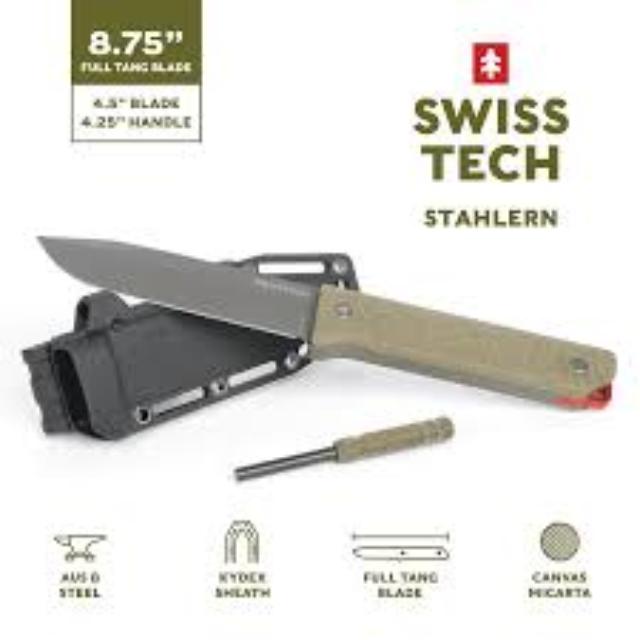 8.75"
FULL TANG BLADE
4.5" BLADE
4.25" HANDLE
SWISS
TECH
STAHLERN
AUS 8
STEEL
KYDEX
SHEATH
FULL TANG
BLADE
CANVAS
MICARTA